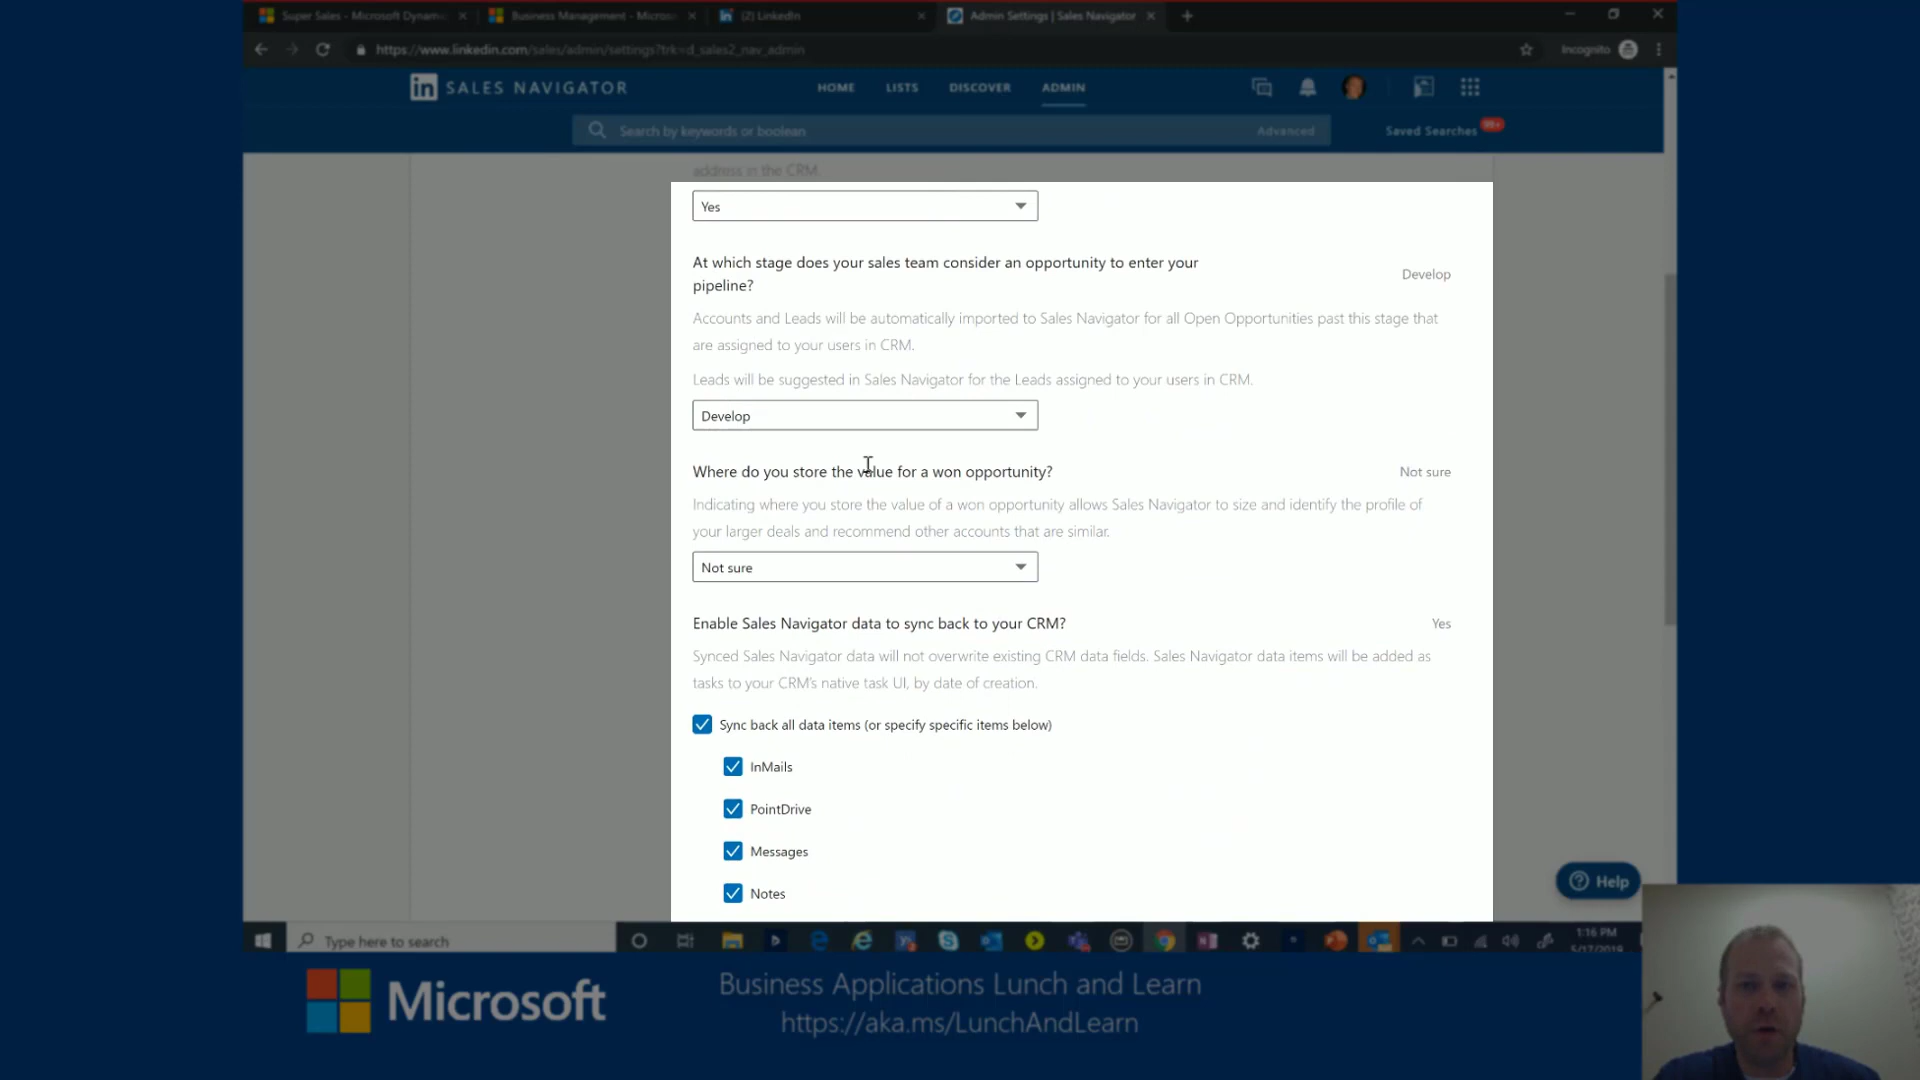 Super Sales - Microsoft Dynam
Business Management - Micros
(2) LinkedIn
Admin Settings | Sales Navigator
https://www.linkedin.com/sales/admin/settings?trk=d_sales2_nav_admin
Incognito
in SALES NAVIGATOR
HOME
LISTS
DISCOVER
ADMIN
Search by keywords or boolean
Advanced
Saved Searches
99+
address in the CRM.
Yes
At which stage does your sales team consider an opportunity to enter your
pipeline?
Develop
Accounts and Leads will be automatically imported to Sales Navigator for all Open Opportunities past this stage that
are assigned to your users in CRM.
Leads will be suggested in Sales Navigator for the Leads assigned to your users in CRM.
Develop
Where do you store the value for a won opportunity?
Not sure
Indicating where you store the value of a won opportunity allows Sales Navigator to size and identify the profile of
your larger deals and recommend other accounts that are similar.
Not sure
Enable Sales Navigator data to sync back to your CRM?
Yes
Synced Sales Navigator data will not overwrite existing CRM data fields. Sales Navigator data items will be added as
tasks to your CRM's native task UI, by date of creation.
Sync back all data items (or specify specific items below)
InMails
PointDrive
Messages
Notes
Help
Type here to search
1:16 PM
5/17/2019
Microsoft
Business Applications Lunch and Learn
https://aka.ms/LunchAndLearn